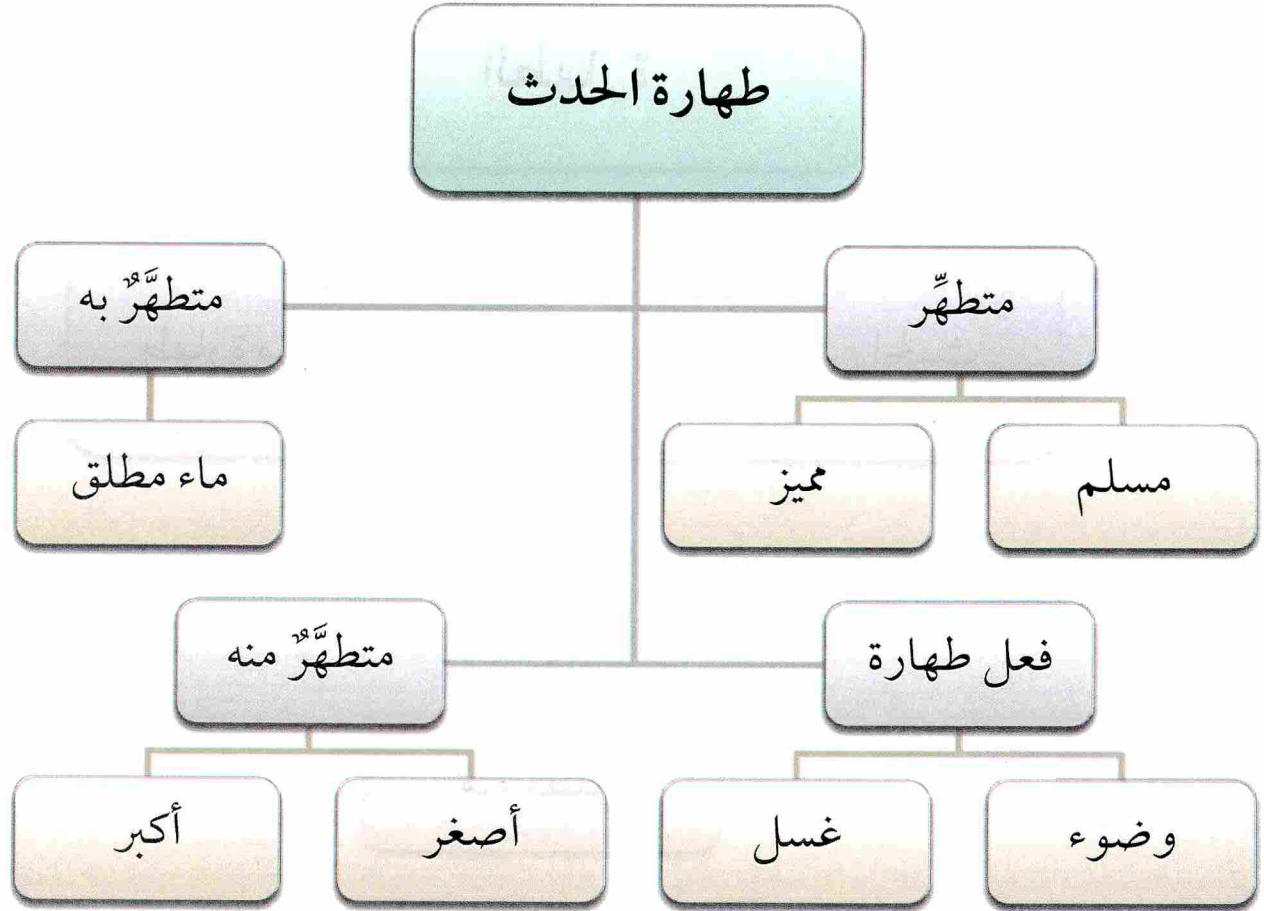 طهارة الحدث
متطهِّر
متطهَّرٌ به
مسلم
مميز
ماء مطلق
فعل طهارة
متطهَّرٌ منه
وضوء
غسل
أصغر
أكبر